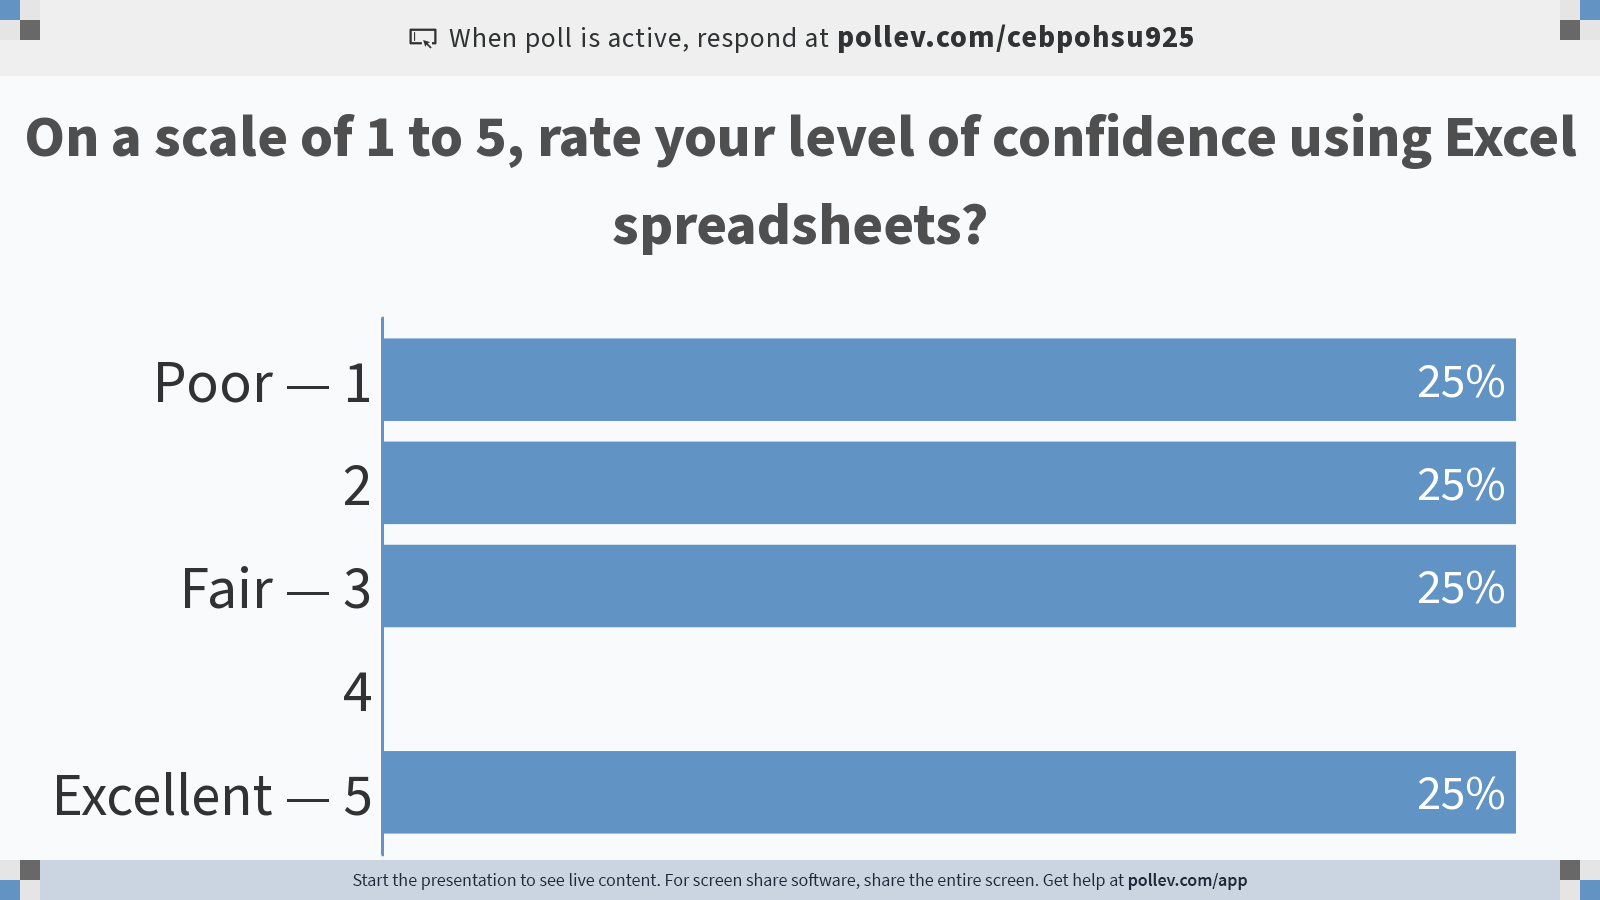 When poll is active, respond at pollev.com/cebpohsu925
On a scale of 1 to 5, rate your level of confidence using Excel
spreadsheets?
Poor — 1
25%
2
25%
Fair — 3
25%
4
Excellent — 5
25%
Start the presentation to see live content. For screen share software, share the entire screen. Get help at pollev.com/app